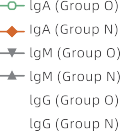 IgA (Group O)
IgA (Group N)
IgM (Group O)
IgM (Group N)
IgG (Group O)
IgG (Group N)